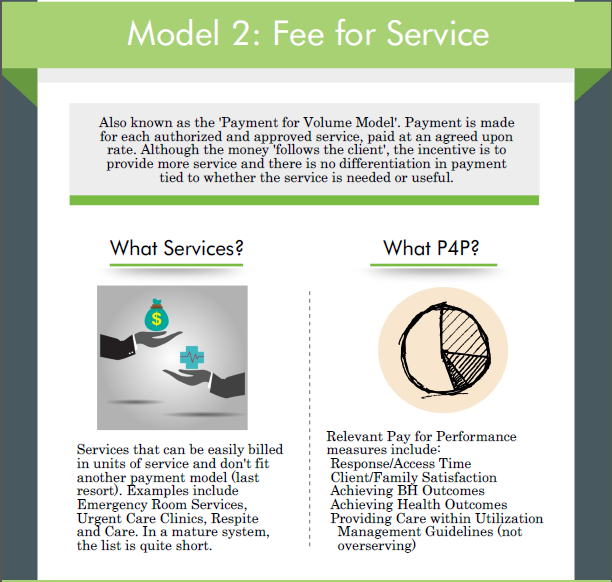 Model 2: Fee for Service
Also known as the 'Payment for Volume Model'. Payment is made
for each authorized and approved service, paid at an agreed upon
rate. Although the money 'follows the client', the incentive is to
provide more service and there is no differentiation in payment
tied to whether the service is needed or useful.
What Services?
$
Services that can be easily billed
in units of service and don't fit
another payment model (last
resort). Examples include
Emergency Room Services,
Urgent Care Clinics, Respite
and Care. In a mature system,
the list is quite short.
What P4P?
Relevant Pay for Performance
measures include:
Response/Access Time
Client/Family Satisfaction
Achieving BH Outcomes
Achieving Health Outcomes
Providing Care within Utilization
Management Guidelines (not
overserving)